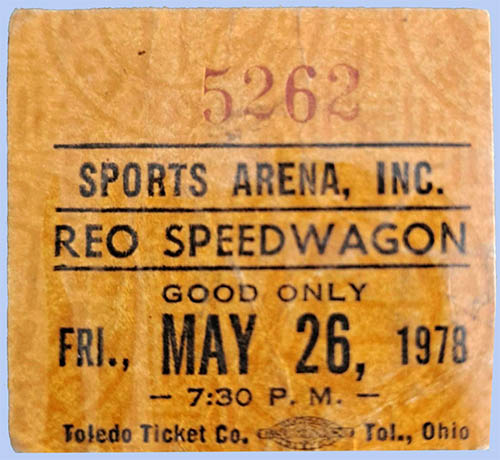 5262
SPORTS ARENA, INC.
REO SPEEDWAGON
GOOD ONLY
FRI., MAY 26, 1978
— 7:30 P. M. —
Toledo Ticket Co. Tol., Ohio